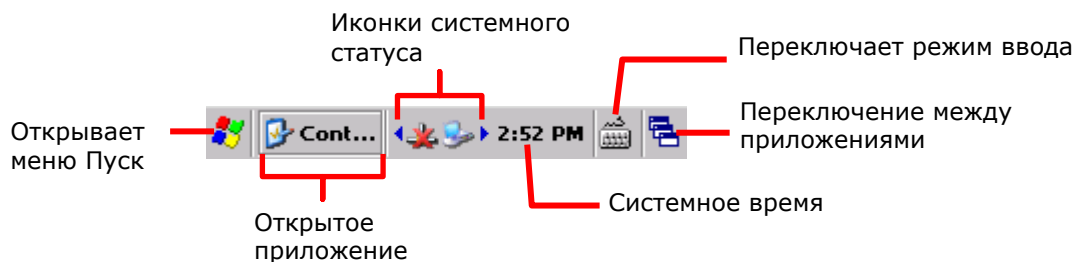 Иконки системного
статуса
Переключает режим ввода
Открывает
меню Пуск
Cont...
2:52 PM
Переключение между
приложениями
Системное время
Открытое
приложение